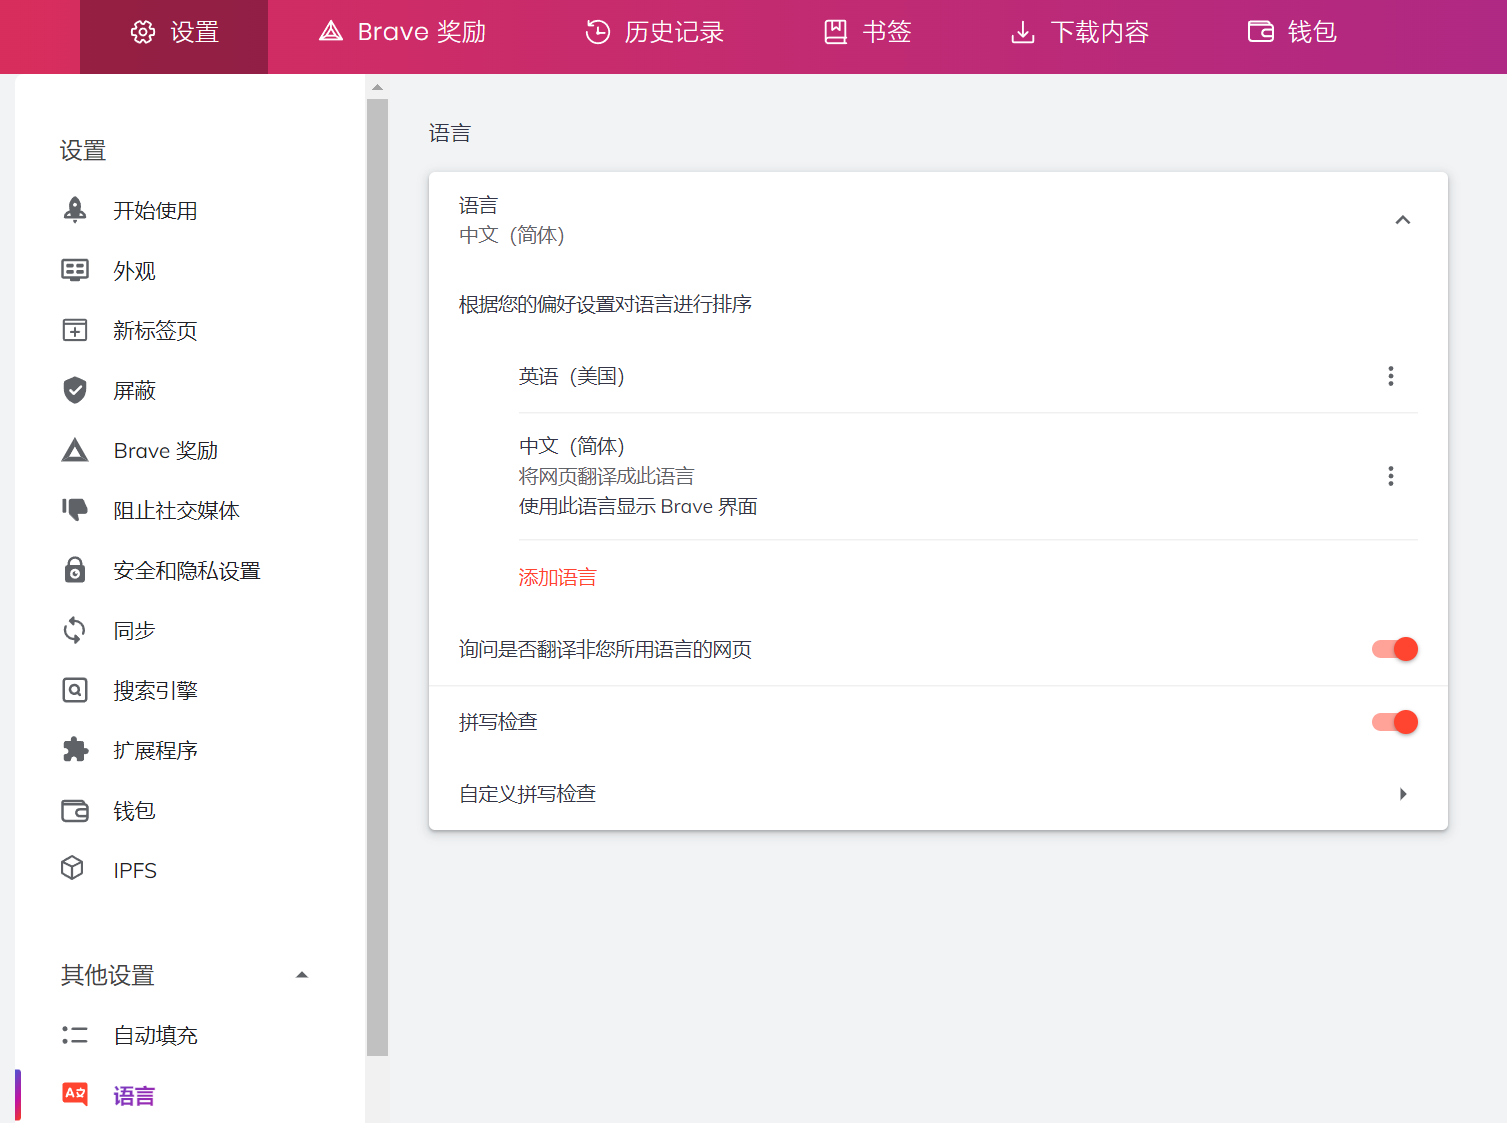 设置
Brave 奖励
历史记录
书签
下载内容
钱包
设置
开始使用
外观
新标签页
屏蔽
Brave 奖励
阻止社交媒体
安全和隐私设置
同步
搜索引擎
扩展程序
钱包
IPFS
其他设置
自动填充
语言
语言
语言
中文（简体）
根据您的偏好设置对语言进行排序
英语（美国）
中文（简体）
将网页翻译成此语言
使用此语言显示 Brave 界面
添加语言
询问是否翻译非您所用语言的网页
拼写检查
自定义拼写检查